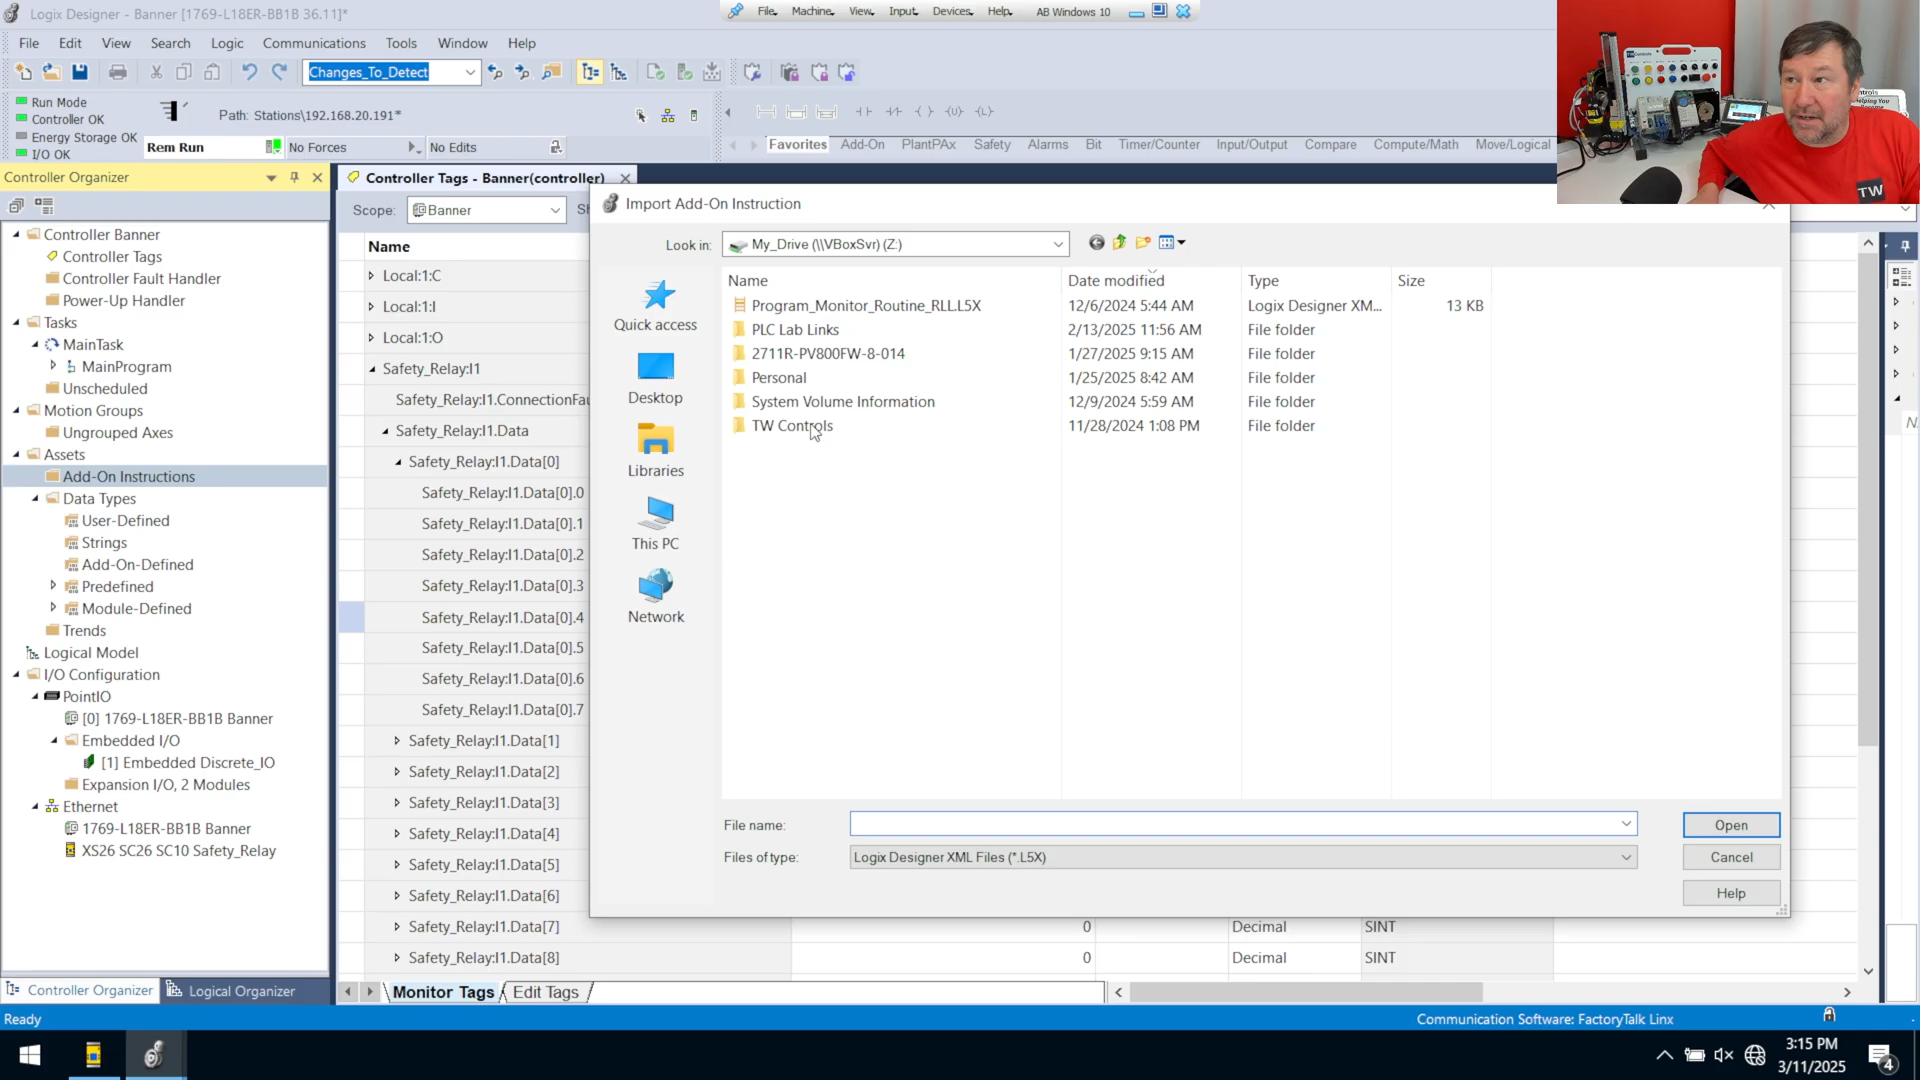 Logix Designer - Banner [1769-L18ER-BB1B 36.11]*
File Machine View Input Devices Help AB Windows 10
File Edit View Search Logic Communications Tools Window Help
Changes_To_Detect
Run Mode
Controller OK
Energy Storage OK
I/O OK
Path: Stations\192.168.20.191*
Rem Run No Forces No Edits
Favorites Add-On PlantPAx Safety Alarms Bit Timer/Counter Input/Output Compare Compute/Math Move/Logical
Controller Organizer
Controller Banner
Controller Tags
Controller Fault Handler
Power-Up Handler
Tasks
MainTask
MainProgram
Unscheduled
Motion Groups
Ungrouped Axes
Assets
Add-On Instructions
Data Types
User-Defined
Strings
Add-On-Defined
Predefined
Module-Defined
Trends
Logical Model
I/O Configuration
PointIO
[0] 1769-L18ER-BB1B Banner
Embedded I/O
[1] Embedded Discrete_IO
Expansion I/O, 2 Modules
Ethernet
1769-L18ER-BB1B Banner
XS26 SC26 SC10 Safety_Relay
Controller Organizer Logical Organizer
Controller Tags - Banner(controller)
Scope: Banner
Name
Local:1:C
Local:1:I
Local:1:O
Safety_Relay:I1
Safety_Relay:I1.ConnectionFau
Safety_Relay:I1.Data
Safety_Relay:I1.Data[0]
Safety_Relay:I1.Data[0].0
Safety_Relay:I1.Data[0].1
Safety_Relay:I1.Data[0].2
Safety_Relay:I1.Data[0].3
Safety_Relay:I1.Data[0].4
Safety_Relay:I1.Data[0].5
Safety_Relay:I1.Data[0].6
Safety_Relay:I1.Data[0].7
Safety_Relay:I1.Data[1]
Safety_Relay:I1.Data[2]
Safety_Relay:I1.Data[3]
Safety_Relay:I1.Data[4]
Safety_Relay:I1.Data[5]
Safety_Relay:I1.Data[6]
Safety_Relay:I1.Data[7] 0 Decimal SINT
Safety_Relay:I1.Data[8] 0 Decimal SINT
Monitor Tags Edit Tags
Import Add-On Instruction
Look in: My_Drive (\\VBoxSvr) (Z:)
Quick access
Desktop
Libraries
This PC
Network
Name Date modified Type Size
Program_Monitor_Routine_RLL.L5X 12/6/2024 5:44 AM Logix Designer XM... 13 KB
PLC Lab Links 2/13/2025 11:56 AM File folder
2711R-PV800FW-8-014 1/27/2025 9:15 AM File folder
Personal 1/25/2025 8:42 AM File folder
System Volume Information 12/9/2024 5:59 AM File folder
TW Controls 11/28/2024 1:08 PM File folder
File name: Open
Files of type: Logix Designer XML Files (*.L5X) Cancel
Help
TW
Ready Communication Software: FactoryTalk Linx
3:15 PM
3/11/2025
4